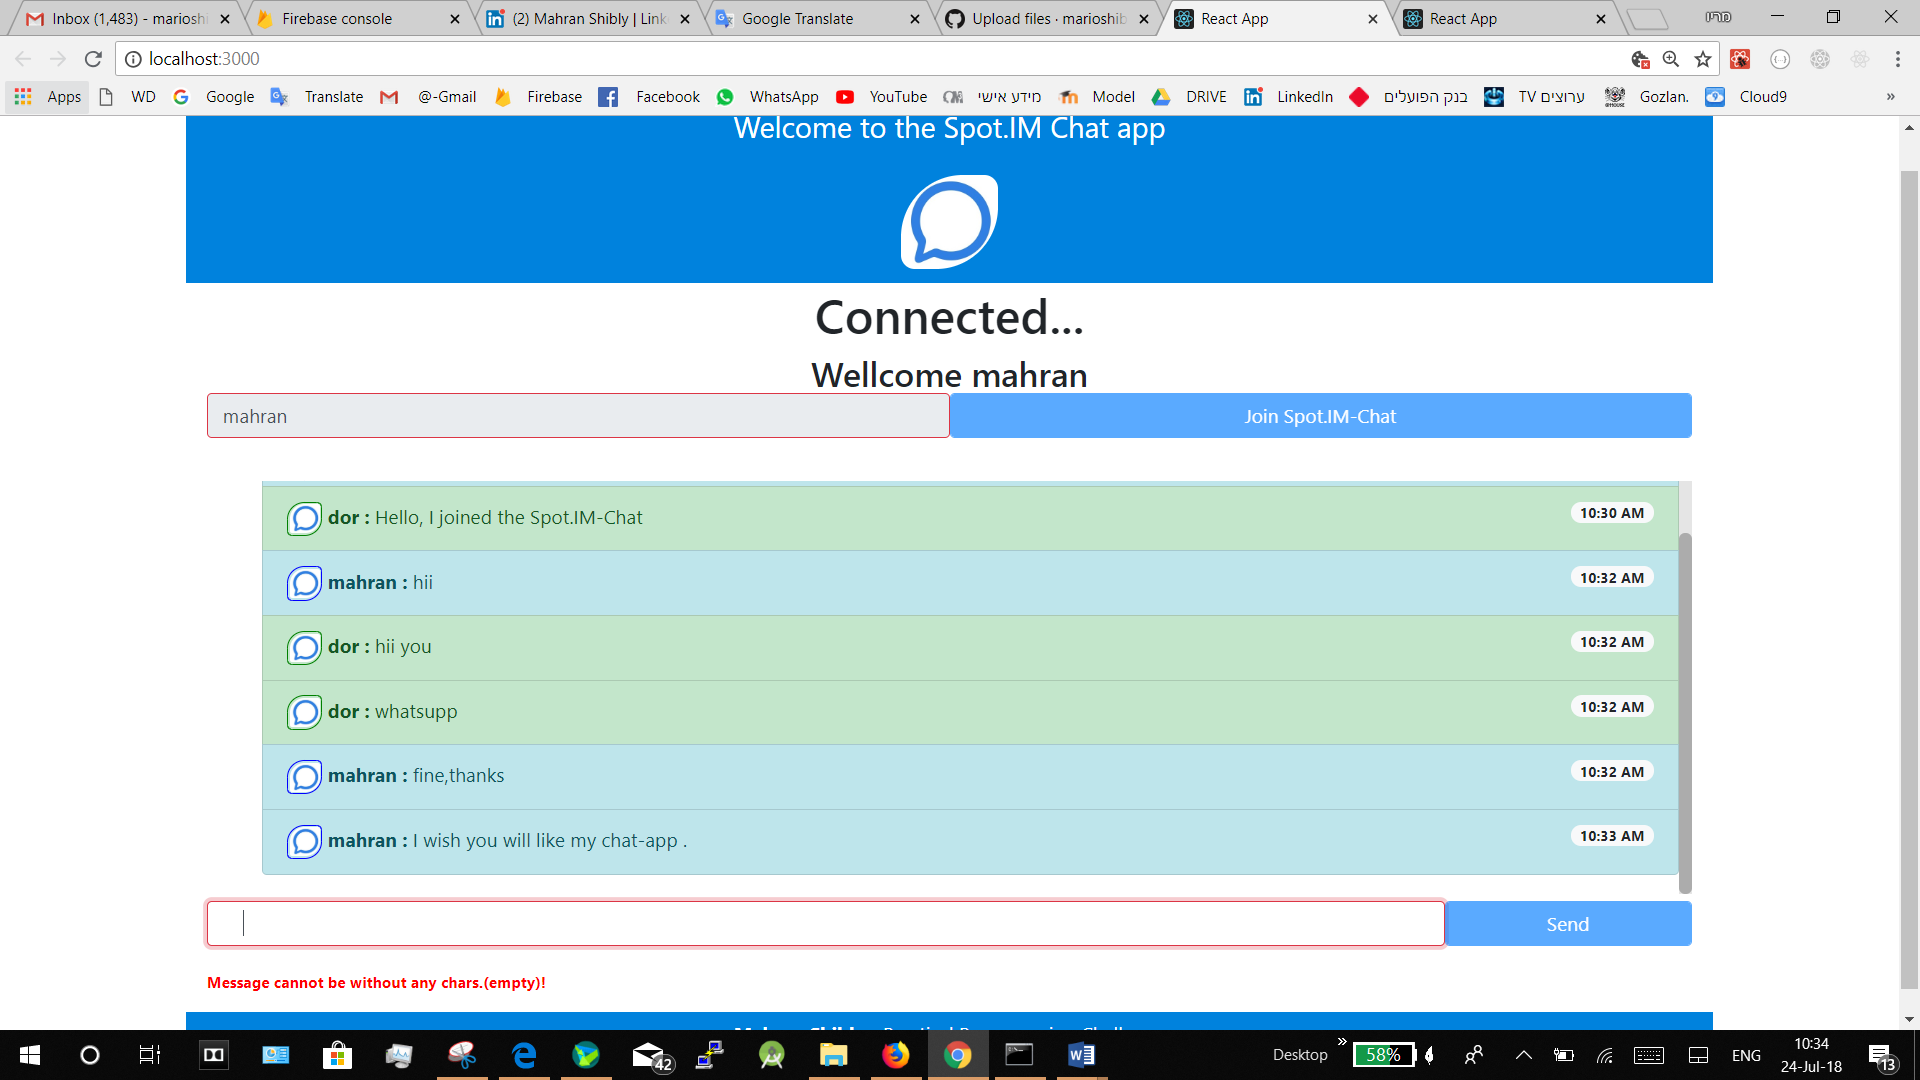 Inbox (1,483) - marioshi
Firebase console
(2) Mahran Shibly | Link
Google Translate
Upload files · marioshib
React App
React App
מריו
localhost:3000
Apps
WD
Google
Translate
@-Gmail
Firebase
Facebook
WhatsApp
YouTube
מידע אישי
Model
DRIVE
LinkedIn
בנק הפועלים
ערוצים TV
Gozlan.
Cloud9
»
Welcome to the Spot.IM Chat app
Connected...
Wellcome mahran
mahran
Join Spot.IM-Chat
dor : Hello, I joined the Spot.IM-Chat 10:30 AM
mahran : hii 10:32 AM
dor : hii you 10:32 AM
dor : whatsupp 10:32 AM
mahran : fine,thanks 10:32 AM
mahran : I wish you will like my chat-app . 10:33 AM
Send
Message cannot be without any chars.(empty)!
42
Desktop
»
58%
ENG
10:34
24-Jul-18
13